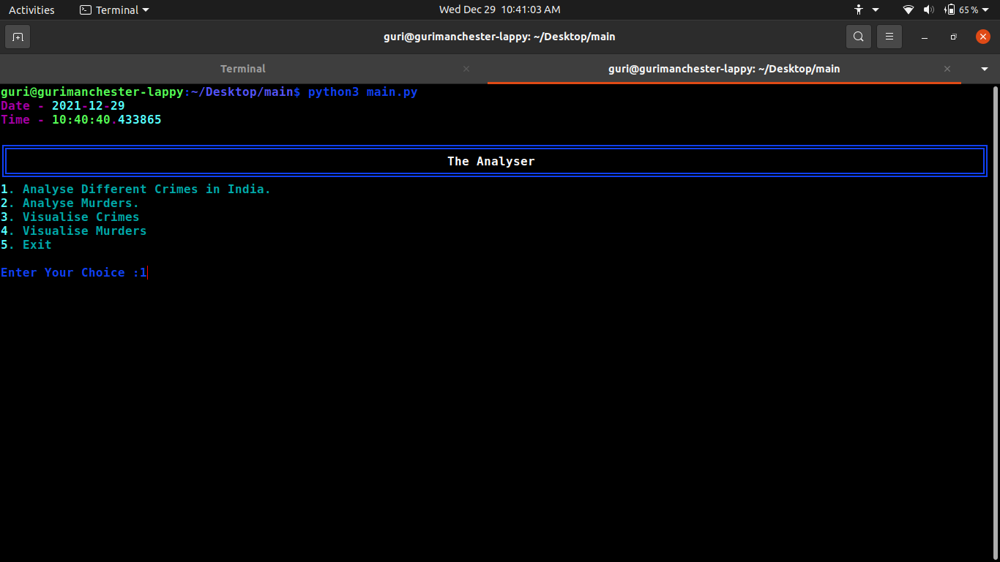 Activities Terminal Wed Dec 29 10:41:03 AM 65 %
guri@gurimanchester-lappy: ~/Desktop/main
Terminal guri@gurimanchester-lappy: ~/Desktop/main
guri@gurimanchester-lappy:~/Desktop/main$ python3 main.py
Date - 2021-12-29
Time - 10:40:40.433865
The Analyser
1. Analyse Different Crimes in India.
2. Analyse Murders.
3. Visualise Crimes
4. Visualise Murders
5. Exit
Enter Your Choice :1